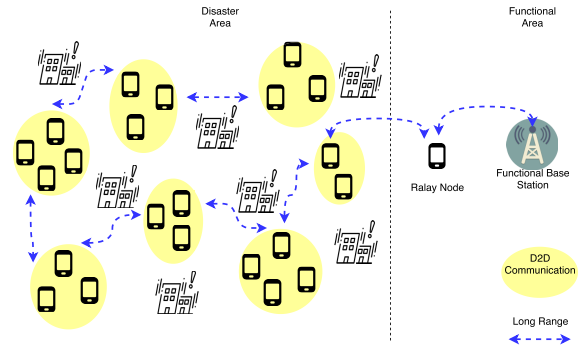 Disaster
Area
Functional
Area
Ralay Node
Functional Base
Station
D2D
Communication
Long Range